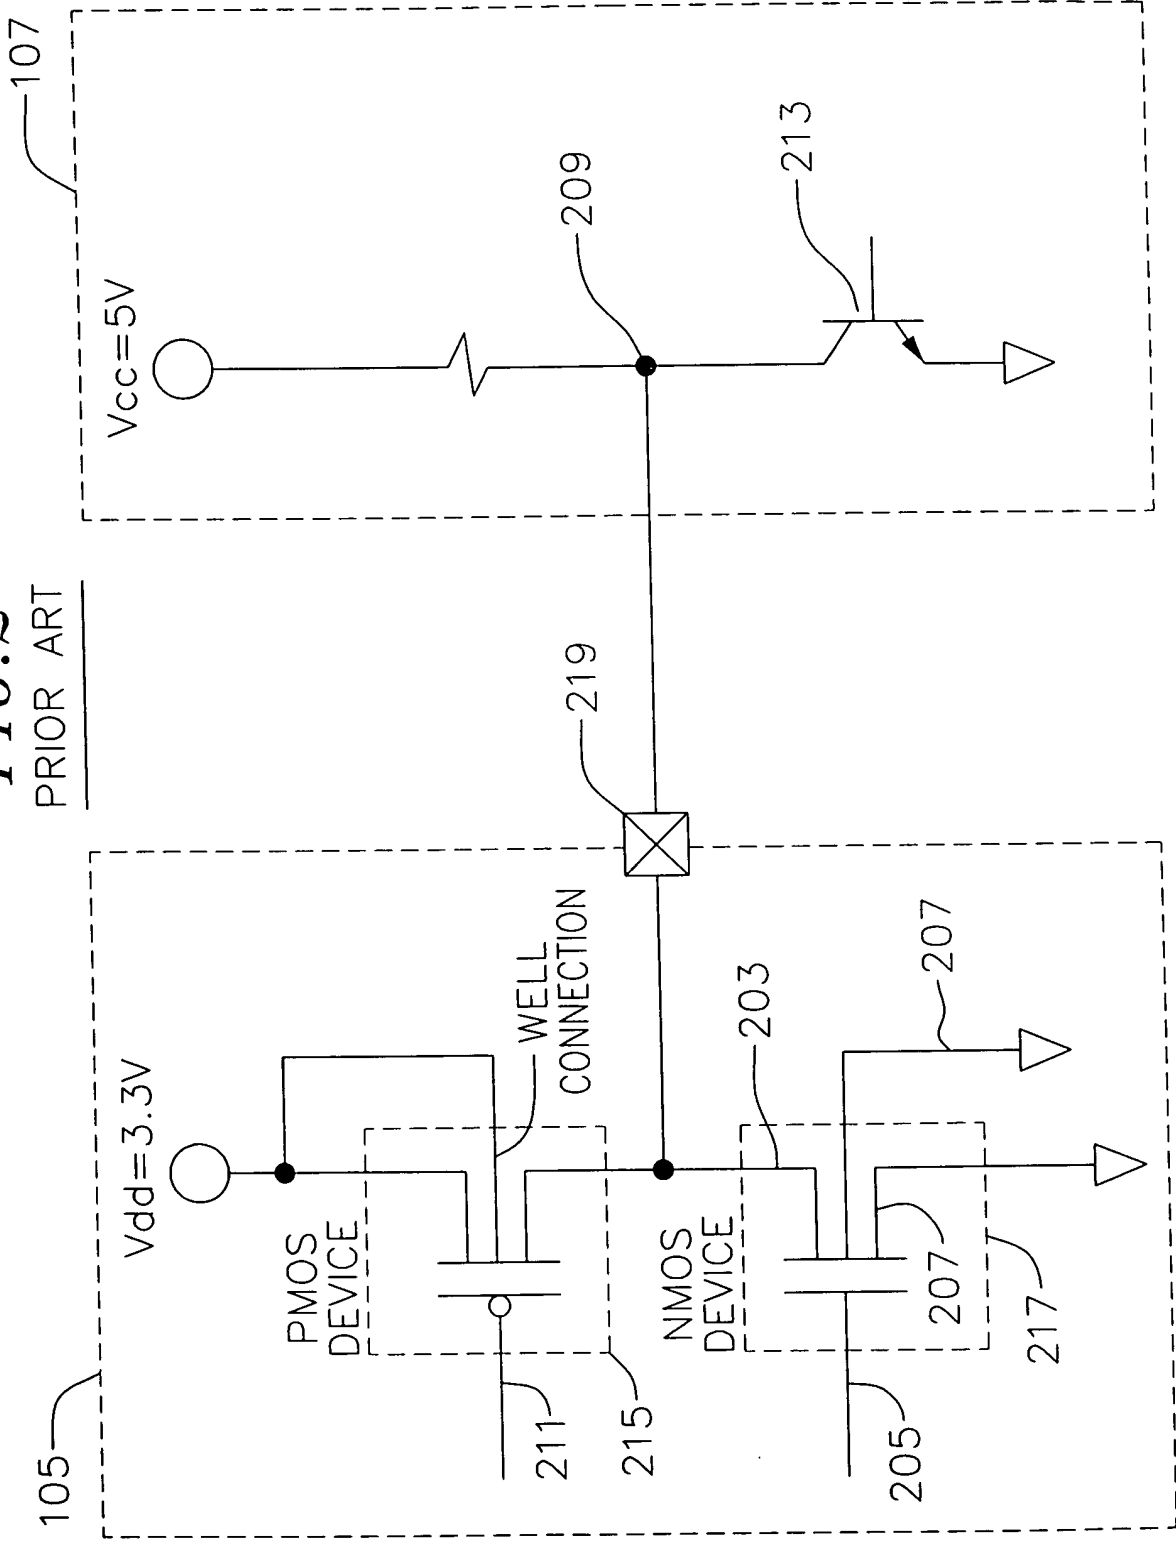 PRIOR ART
105
Vdd=3.3V
PMOS
DEVICE
WELL
CONNECTION
211
215
NMOS
DEVICE
203
207
205
207
217
219
107
Vcc=5V
209
213